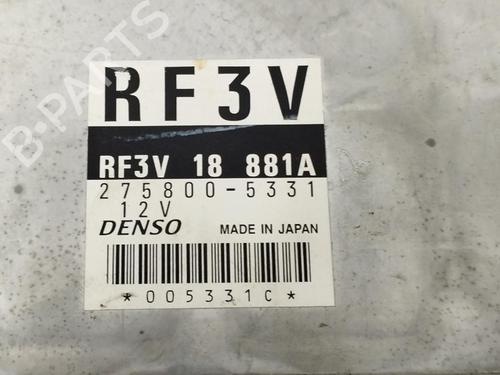 RF3V
RF3V 18 881A
275800-5331
12V
DENSO MADE IN JAPAN
*005331C*
B-PARTS